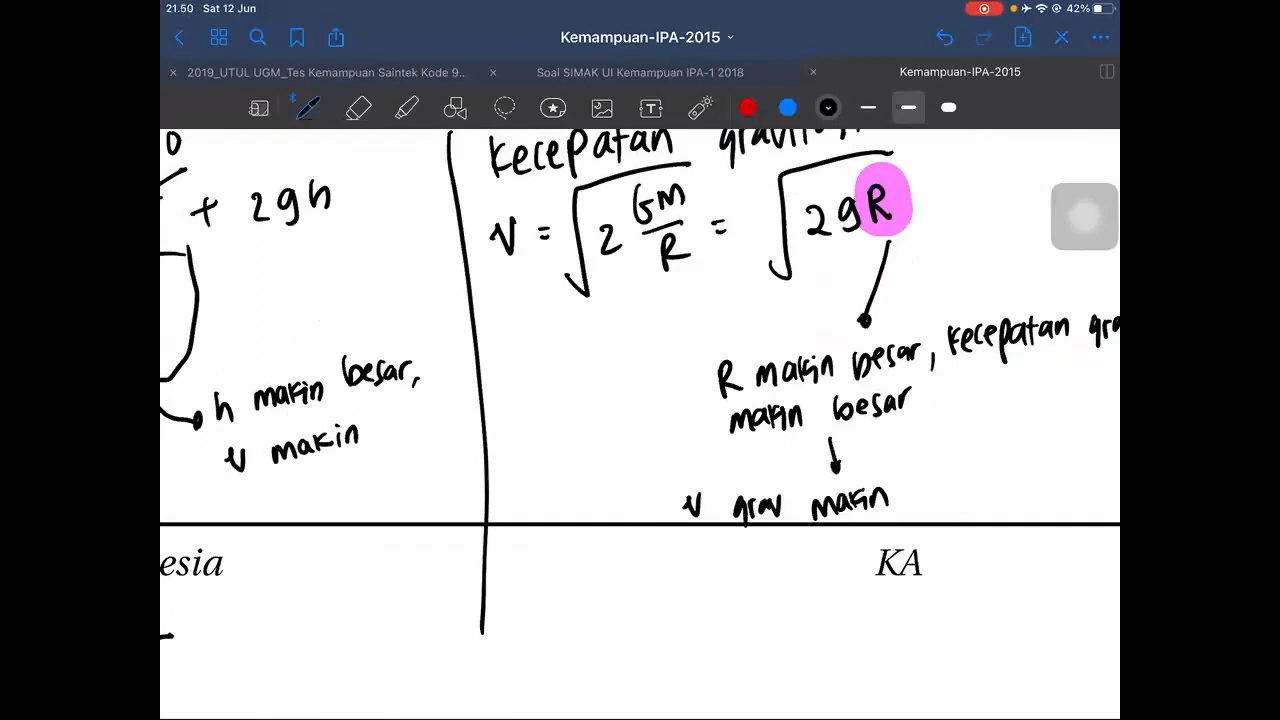 21.50 Sat 12 Jun
42%
Kemampuan-IPA-2015
2019_UTUL UGM_Tes Kemampuan Saintek Kode 9...
Soal SIMAK UI Kemampuan IPA-1 2018
Kemampuan-IPA-2015
kecepatan
+ 2gh
v = √(2 GM/R) = √(2gR)
h makin besar,
v makin
R makin besar, kecepatan gra
makin besar
v grav makin
esia
KA